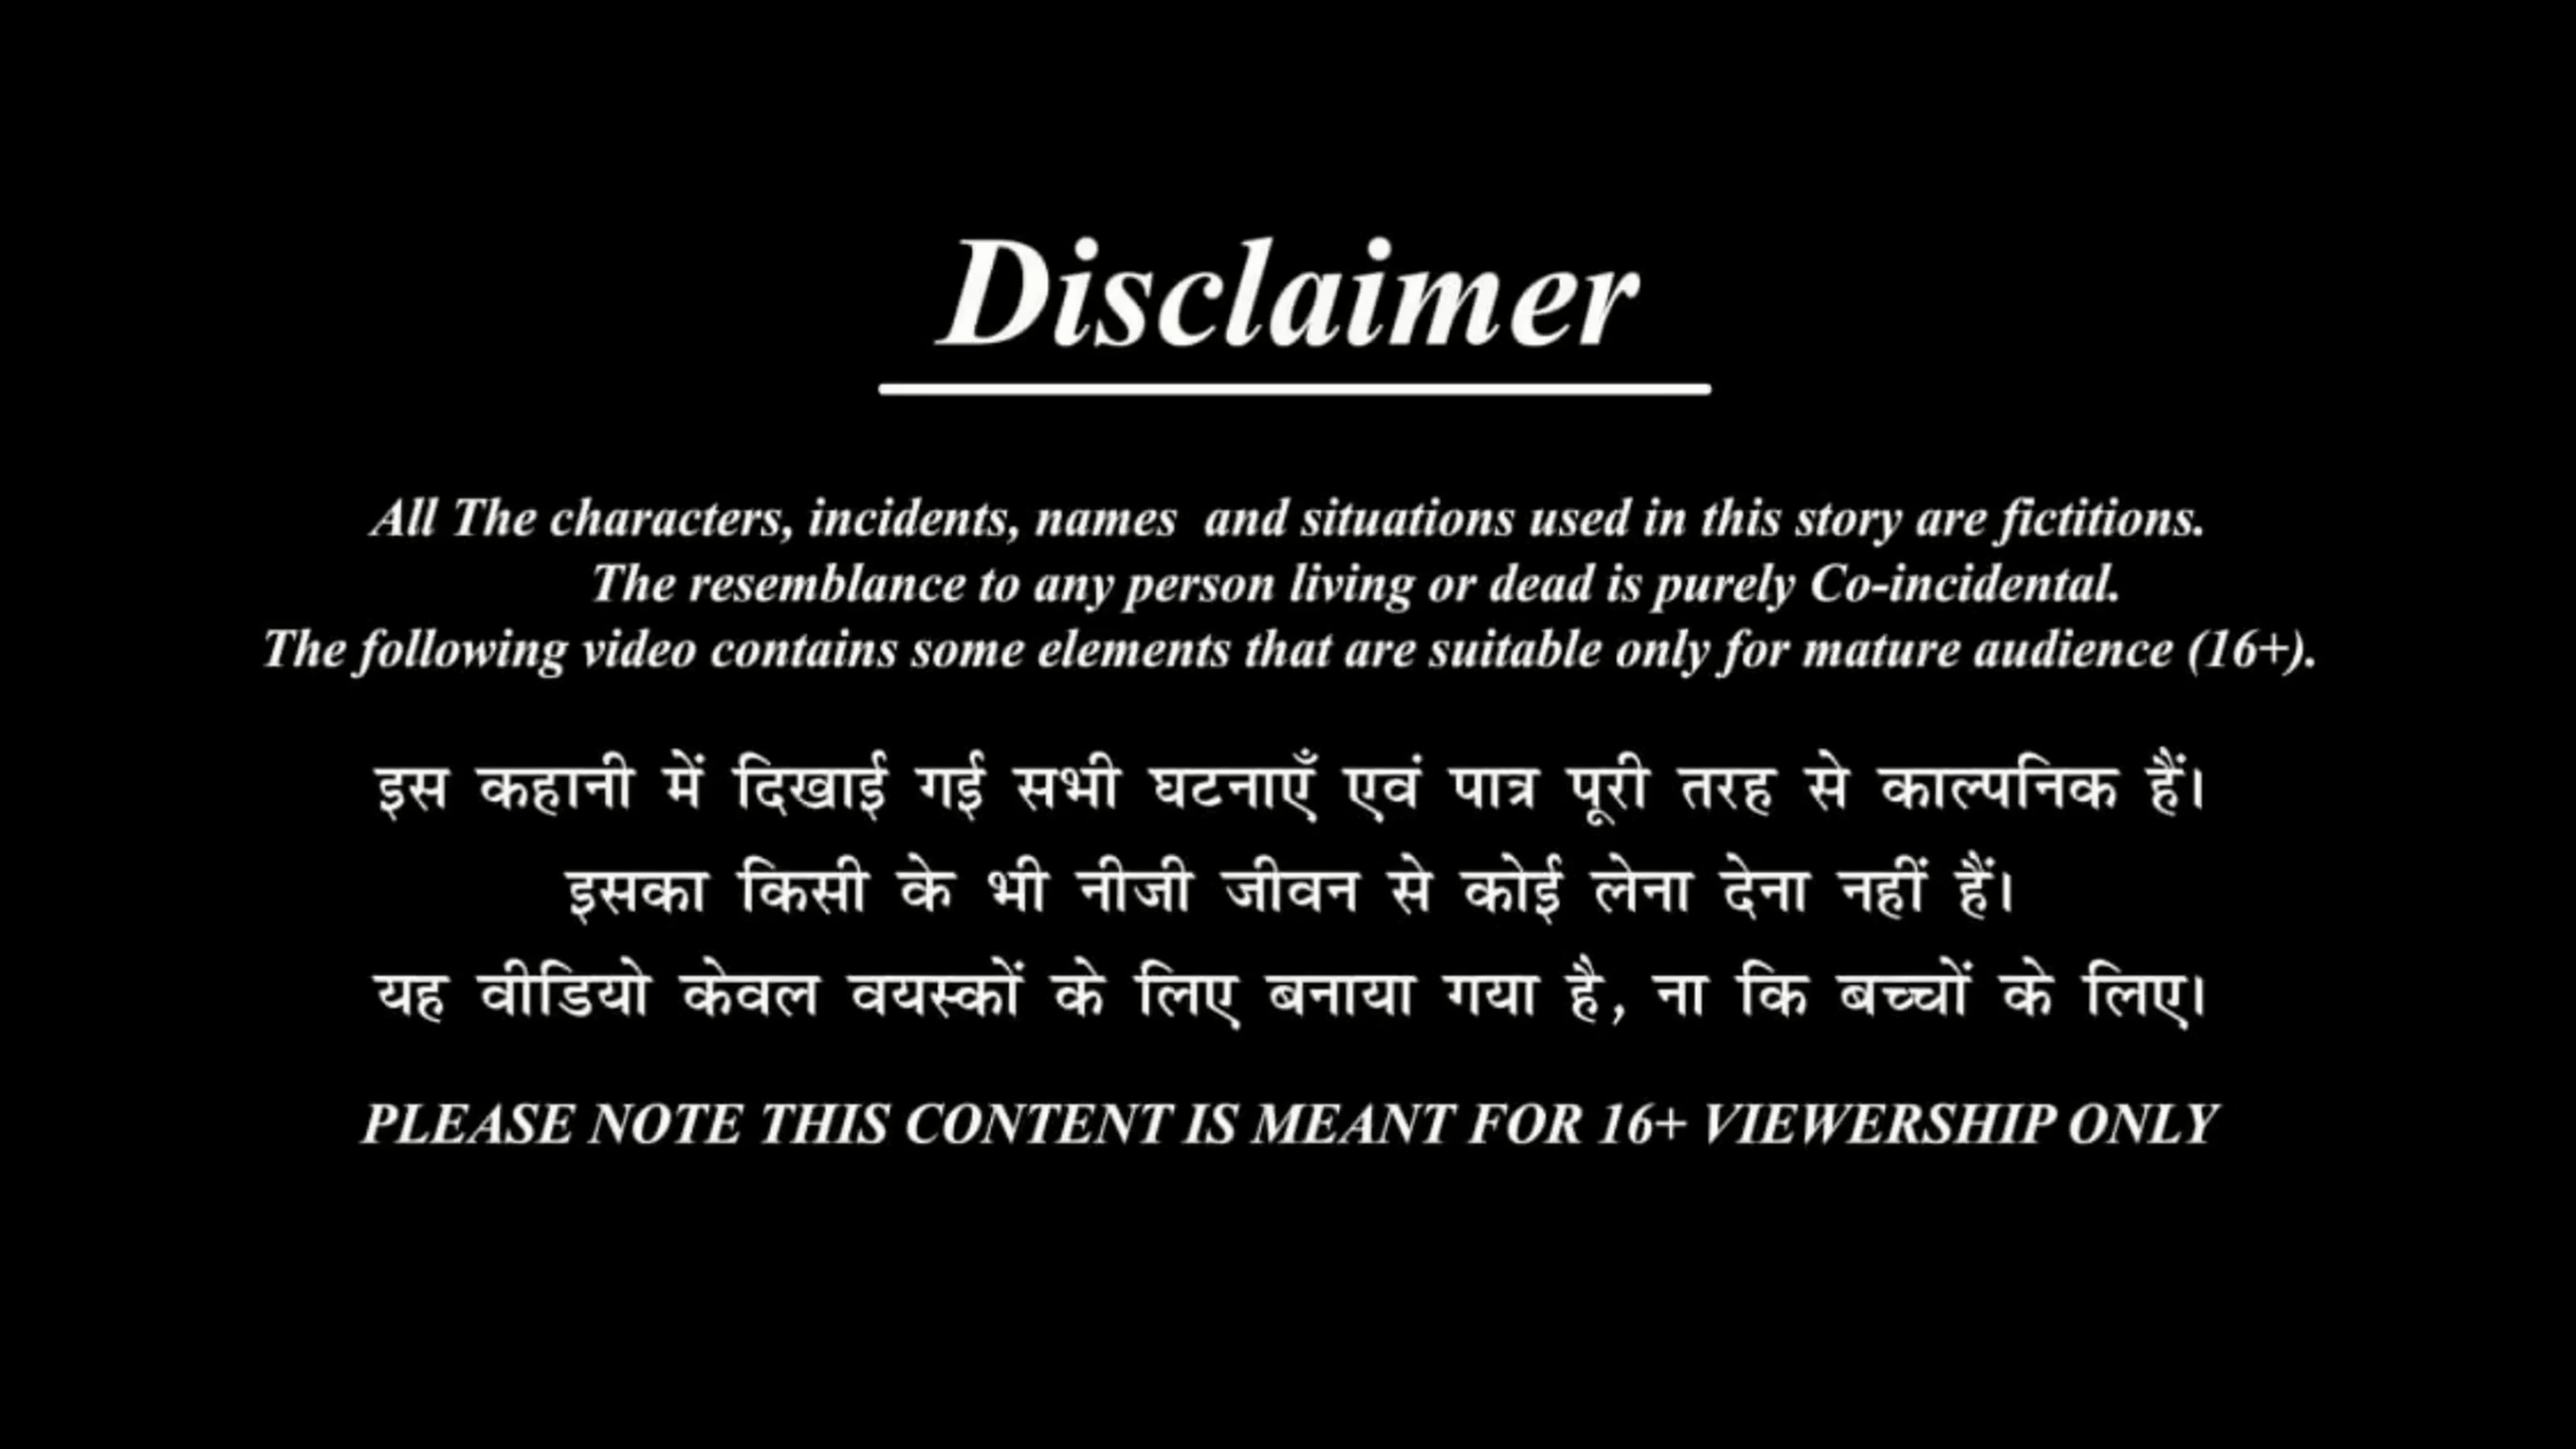 Disclaimer
All The characters, incidents, names and situations used in this story are fictitions.
The resemblance to any person living or dead is purely Co-incidental.
The following video contains some elements that are suitable only for mature audience (16+).
इस कहानी में दिखाई गई सभी घटनाएँ एवं पात्र पूरी तरह से काल्पनिक हैं।
इसका किसी के भी नीजी जीवन से कोई लेना देना नहीं हैं।
यह वीडियो केवल वयस्कों के लिए बनाया गया है, ना कि बच्चों के लिए।
PLEASE NOTE THIS CONTENT IS MEANT FOR 16+ VIEWERSHIP ONLY